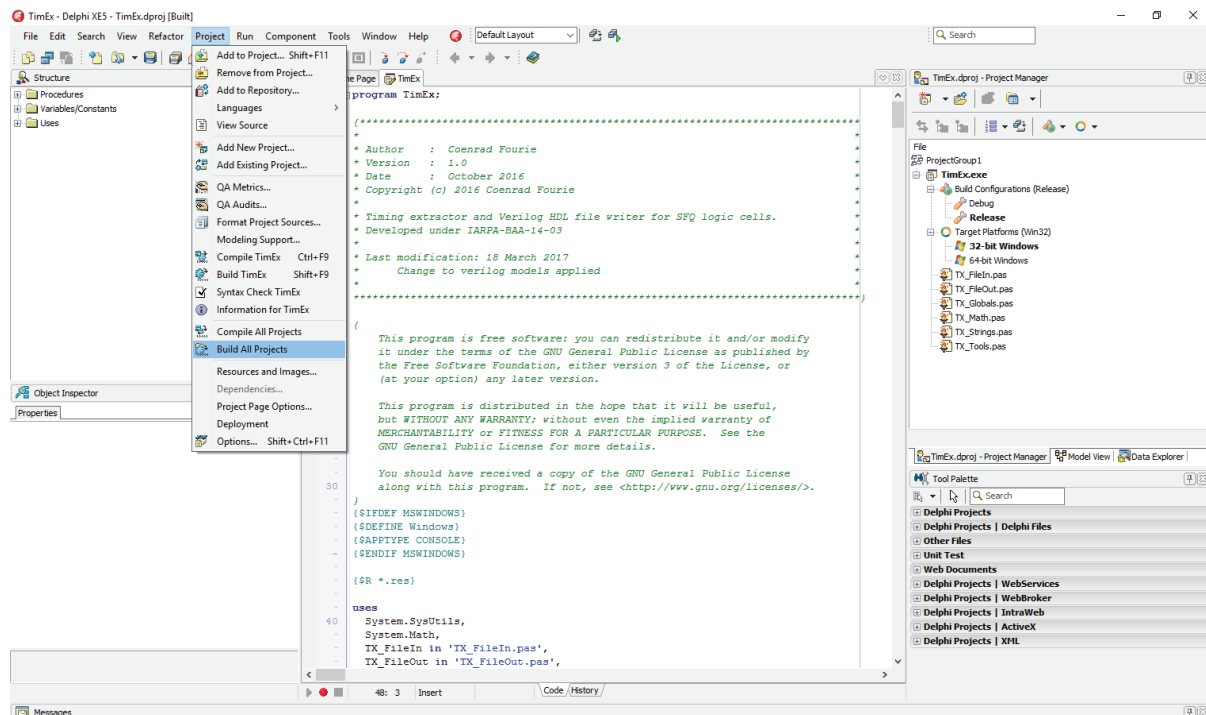 TimEx - Delphi XE5 - TimEx.dproj [Built]
File Edit Search View Refactor Project Run Component Tools Window Help Default Layout Search
Structure
Procedures
Variables/Constants
Uses
Object Inspector
Properties
Add to Project... Shift+F11
Remove from Project...
Add to Repository...
Languages
View Source
Add New Project...
Add Existing Project...
QA Metrics...
QA Audits...
Format Project Sources...
Modeling Support...
Compile TimEx Ctrl+F9
Build TimEx Shift+F9
Syntax Check TimEx
Information for TimEx
Compile All Projects
Build All Projects
Resources and Images...
Dependencies...
Project Page Options...
Deployment
Options... Shift+Ctrl+F11
me Page TimEx
program TimEx;
{*******************************************************************************
* *
* Author : Coenrad Fourie *
* Version : 1.0 *
* Date : October 2016 *
* Copyright (c) 2016 Coenrad Fourie *
* *
* Timing extractor and Verilog HDL file writer for SFQ logic cells. *
* Developed under IARPA-BAA-14-03 *
* *
* Last modification: 18 March 2017 *
* Change to verilog models applied *
* *
*******************************************************************************}
{
This program is free software: you can redistribute it and/or modify
it under the terms of the GNU General Public License as published by
the Free Software Foundation, either version 3 of the License, or
(at your option) any later version.
This program is distributed in the hope that it will be useful,
but WITHOUT ANY WARRANTY; without even the implied warranty of
MERCHANTABILITY or FITNESS FOR A PARTICULAR PURPOSE. See the
GNU General Public License for more details.
You should have received a copy of the GNU General Public License
30 along with this program. If not, see <http://www.gnu.org/licenses/>.
}
{$IFDEF MSWINDOWS}
{$DEFINE Windows}
{$APPTYPE CONSOLE}
{$ENDIF MSWINDOWS}
{$R *.res}
uses
40 System.SysUtils,
System.Math,
TX_FileIn in 'TX_FileIn.pas',
TX_FileOut in 'TX_FileOut.pas',
48: 3 Insert Code History
TimEx.dproj - Project Manager
File
ProjectGroup1
TimEx.exe
Build Configurations (Release)
Debug
Release
Target Platforms (Win32)
32-bit Windows
64-bit Windows
TX_FileIn.pas
TX_FileOut.pas
TX_Globals.pas
TX_Math.pas
TX_Strings.pas
TX_Tools.pas
TimEx.dproj - Project Manager Model View Data Explorer
Tool Palette
Search
Delphi Projects
Delphi Projects | Delphi Files
Other Files
Unit Test
Web Documents
Delphi Projects | WebServices
Delphi Projects | WebBroker
Delphi Projects | IntraWeb
Delphi Projects | ActiveX
Delphi Projects | XML
Messages